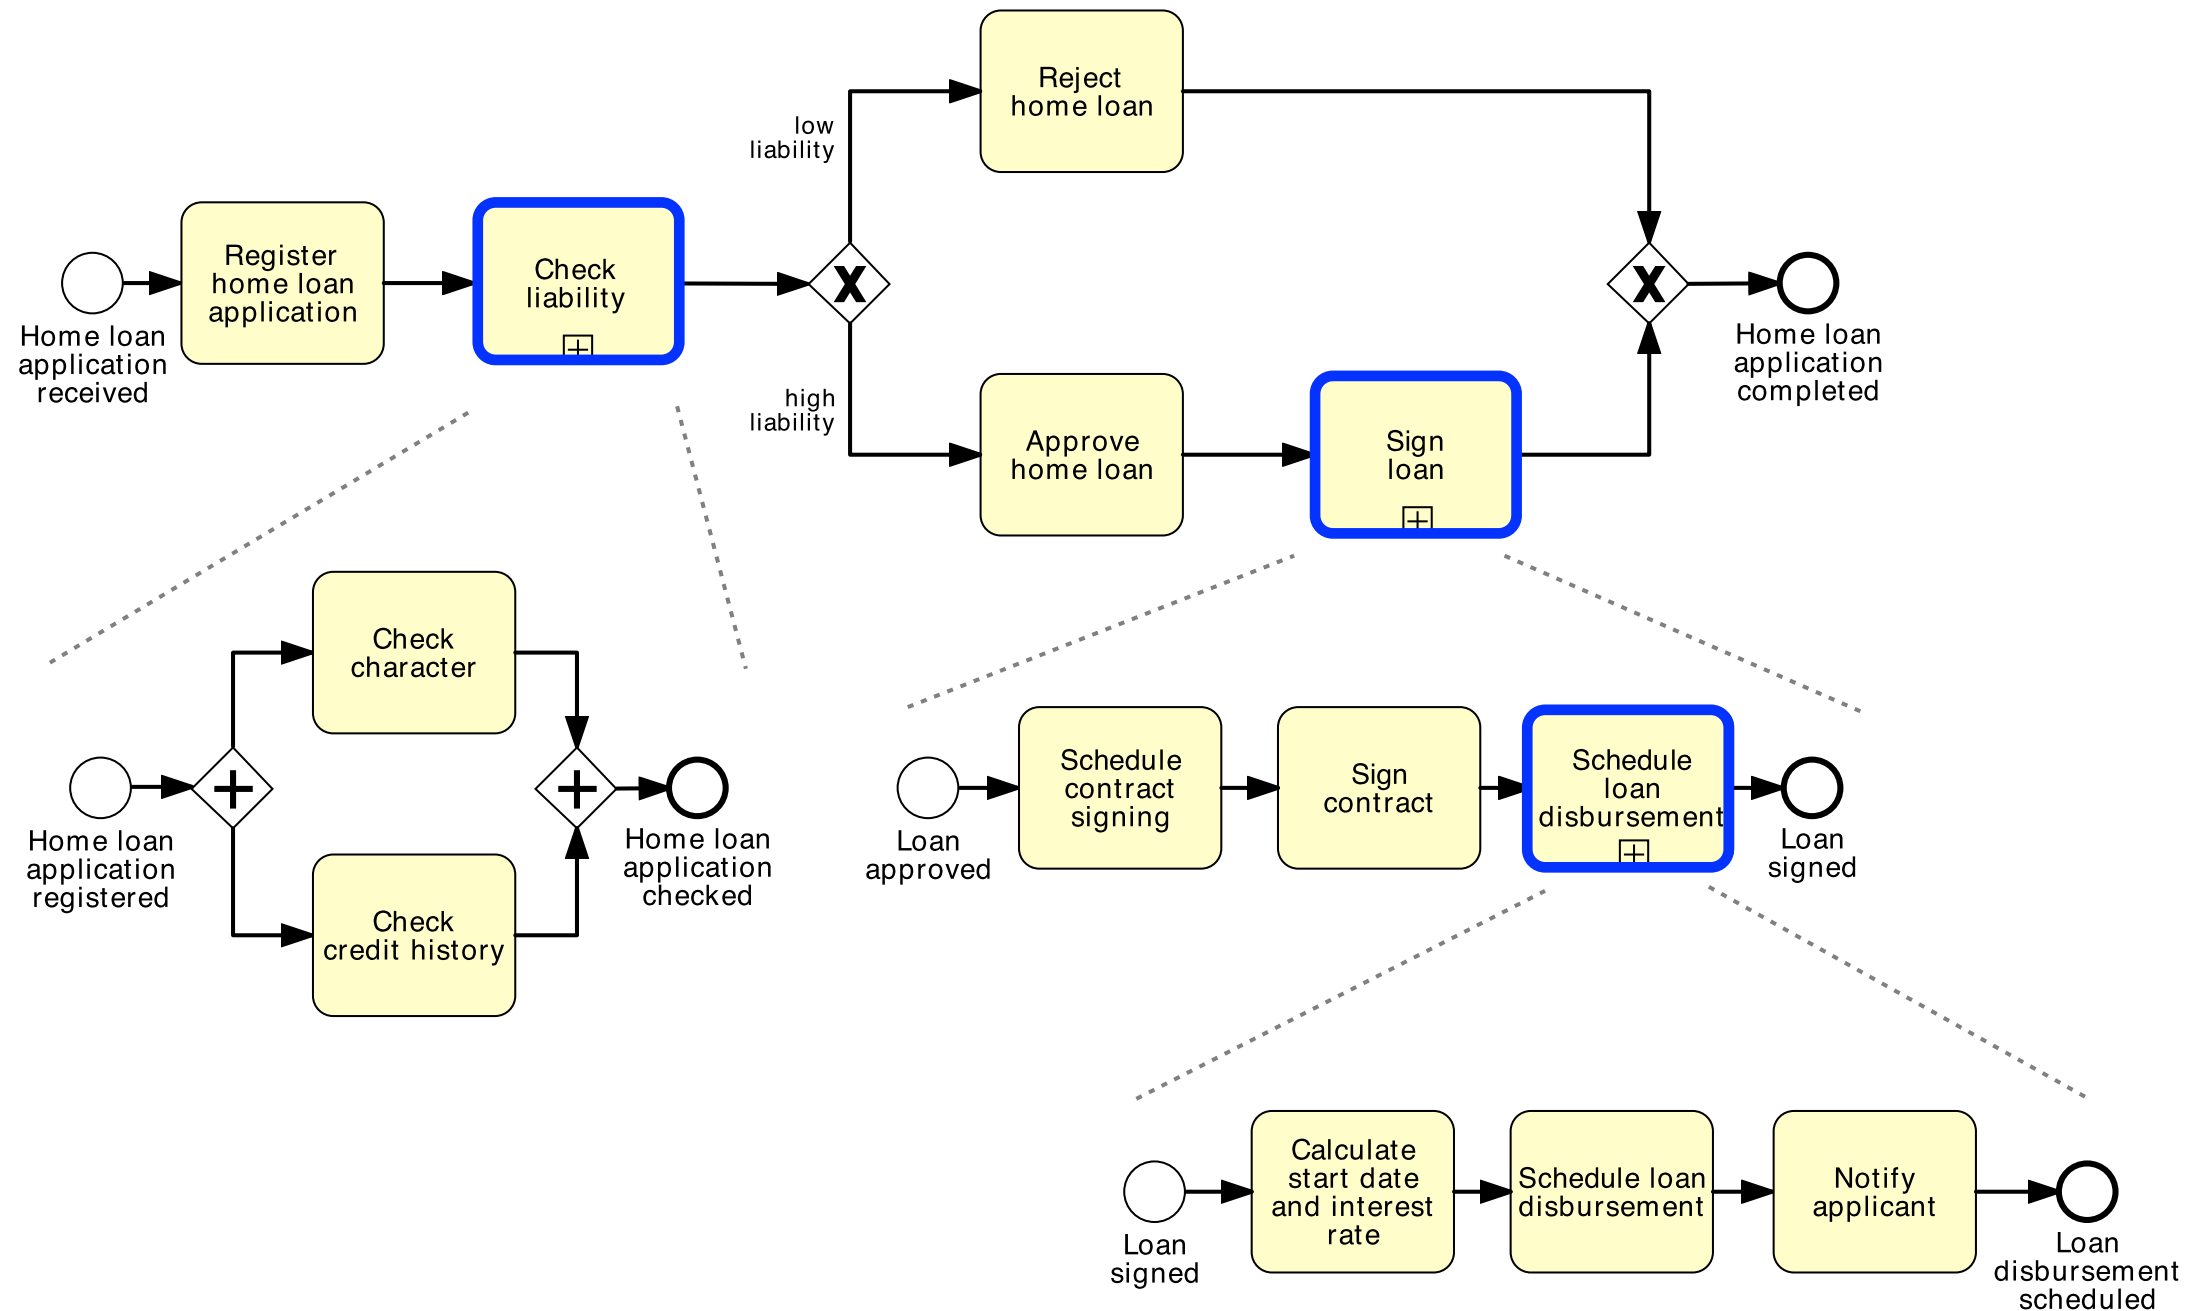 Reject
home loan
low
liability
Register
home loan
application
Check
liability
X
X
Home loan
application
received
Home loan
application
completed
high
liability
Approve
home loan
Sign
loan
Check
character
Home loan
application
registered
Home loan
application
checked
Check
credit history
Schedule
contract
signing
Sign
contract
Schedule
loan
disbursement
Loan
approved
Loan
signed
Calculate
start date
and interest
rate
Schedule loan
disbursement
Notify
applicant
Loan
signed
Loan
disbursement
scheduled